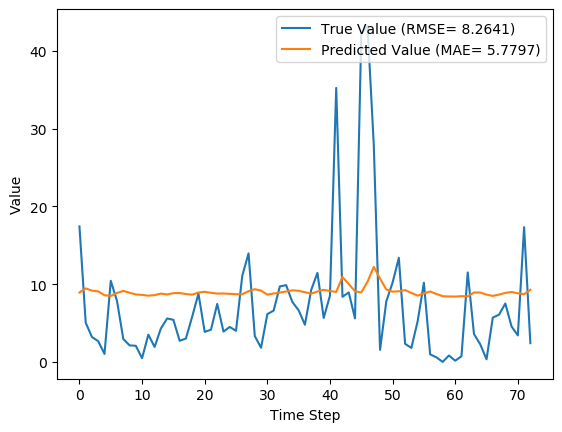 True Value (RMSE= 8.2641)
Predicted Value (MAE= 5.7797)
40
30
20
10
0
Value
0 10 20 30 40 50 60 70
Time Step